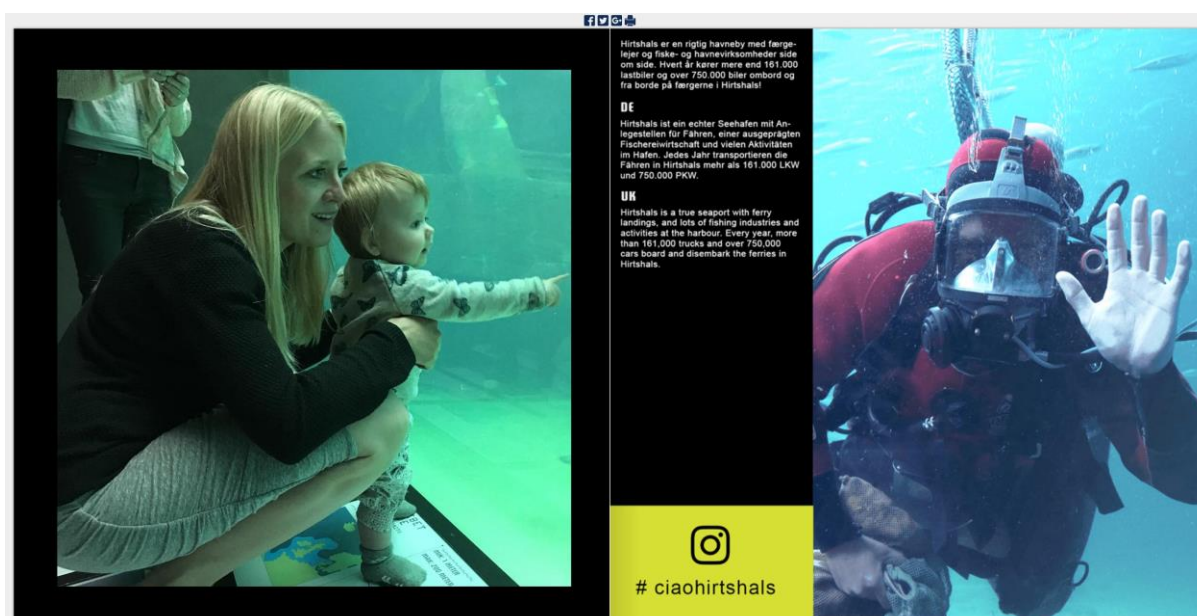 Hirtshals er en rigtig havneby med færge-
lejer og fiske- og havnevirksomheder side
om side. Hvert år kører mere end 161.000
lastbiler og over 750.000 biler ombord og
fra borde på færgerne i Hirtshals!
DE
Hirtshals ist ein echter Seehafen mit An-
legestellen für Fähren, einer ausgeprägten
Fischereiwirtschaft und vielen Aktivitäten
im Hafen. Jedes Jahr transportieren die
Fähren in Hirtshals mehr als 161.000 LKW
und 750.000 PKW.
UK
Hirtshals is a true seaport with ferry
landings, and lots of fishing industries and
activities at the harbour. Every year, more
than 161,000 trucks and over 750,000
cars board and disembark the ferries in
Hirtshals.
# ciaohirtshals